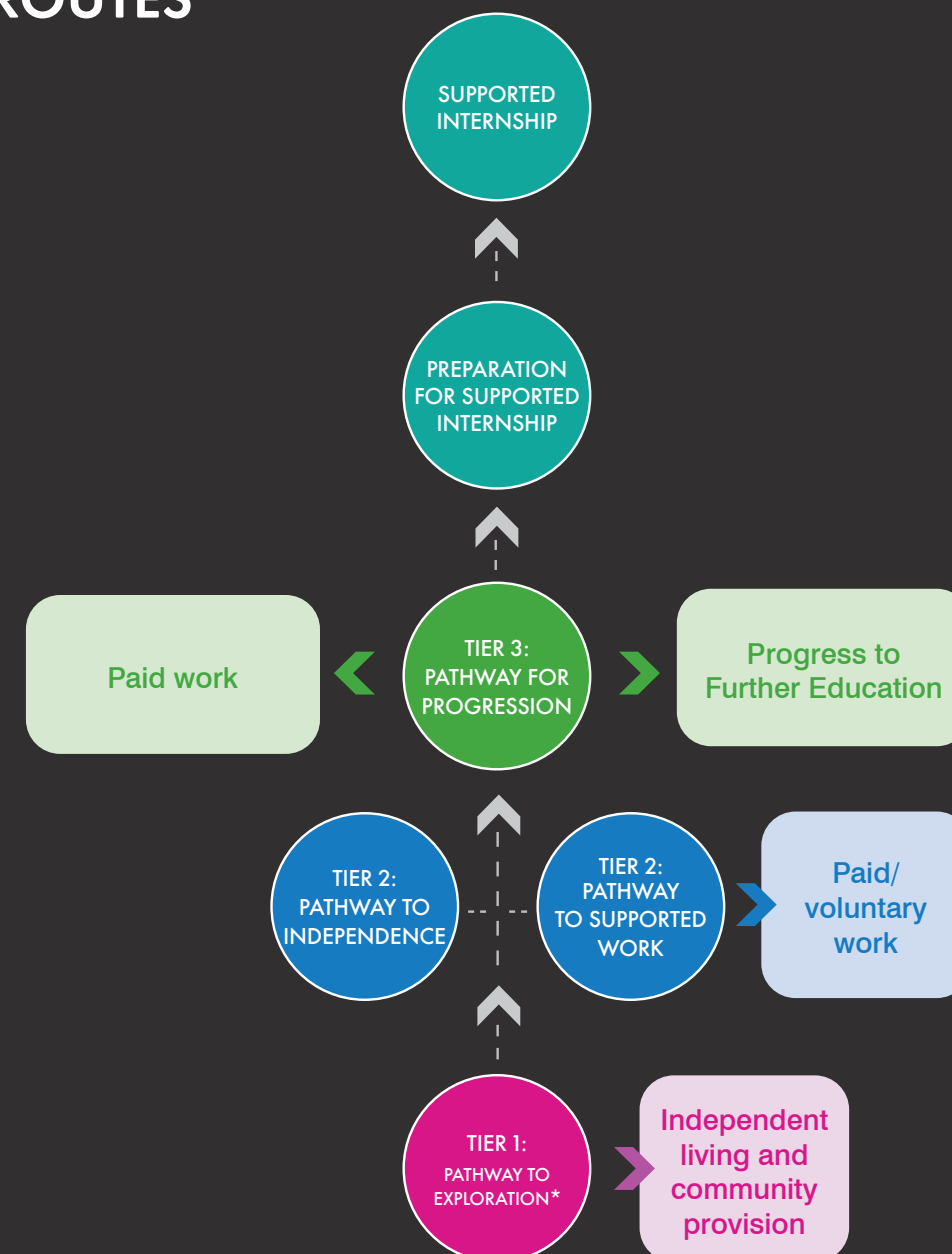 ROUTES
SUPPORTED
INTERNSHIP
PREPARATION
FOR SUPPORTED
INTERNSHIP
Paid work
TIER 3:
PATHWAY FOR
PROGRESSION
Progress to
Further Education
TIER 2:
PATHWAY TO
INDEPENDENCE
TIER 2:
PATHWAY
TO SUPPORTED
WORK
Paid/
voluntary
work
TIER 1:
PATHWAY TO
EXPLORATION*
Independent
living and
community
provision